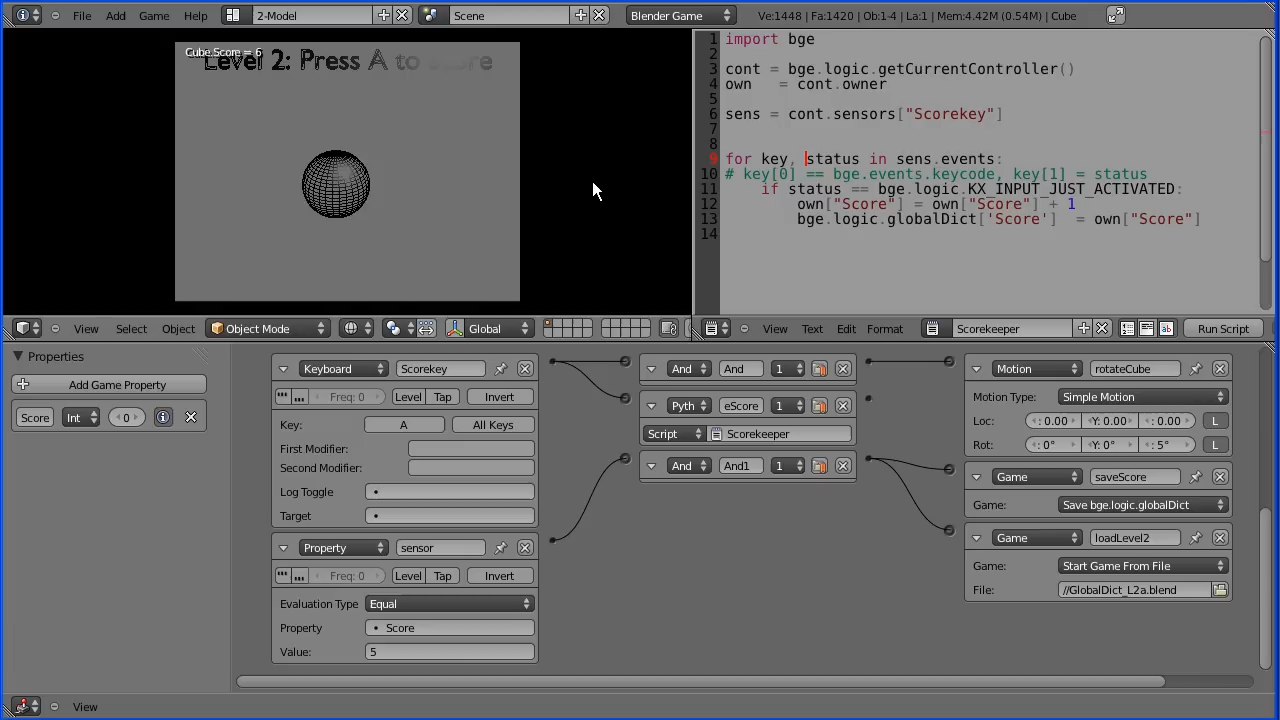 File Add Game Help 2-Model Scene Blender Game Ve:1448 | Fa:1420 | Ob:1-4 | La:1 | Mem:4.42M (0.54M) | Cube
Cube.Score = 6
Level 2: Press A to score
1 import bge
2
3 cont = bge.logic.getCurrentController()
4 own   = cont.owner
5
6 sens = cont.sensors["Scorekey"]
7
8
9 for key, status in sens.events:
10 # key[0] == bge.events.keycode, key[1] = status
11     if status == bge.logic.KX_INPUT_JUST_ACTIVATED:
12         own["Score"] = own["Score"] + 1
13         bge.logic.globalDict['Score']  = own["Score"]
14
View Select Object Object Mode Global
View Text Edit Format Scorekeeper Run Script
Properties
Add Game Property
Score Int 0
Keyboard Scorekey
Freq: 0 Level Tap Invert
Key: A All Keys
First Modifier:
Second Modifier:
Log Toggle
Target
Property sensor
Freq: 0 Level Tap Invert
Evaluation Type Equal
Property Score
Value: 5
And And 1
Pyth eScore 1
Script Scorekeeper
And And1 1
Motion rotateCube
Motion Type: Simple Motion
Loc: : 0.00 Y: 0.00 : 0.00 L
Rot: : 0° Y: 0° : 5° L
Game saveScore
Game: Save bge.logic.globalDict
Game loadLevel2
Game: Start Game From File
File: //GlobalDict_L2a.blend
View